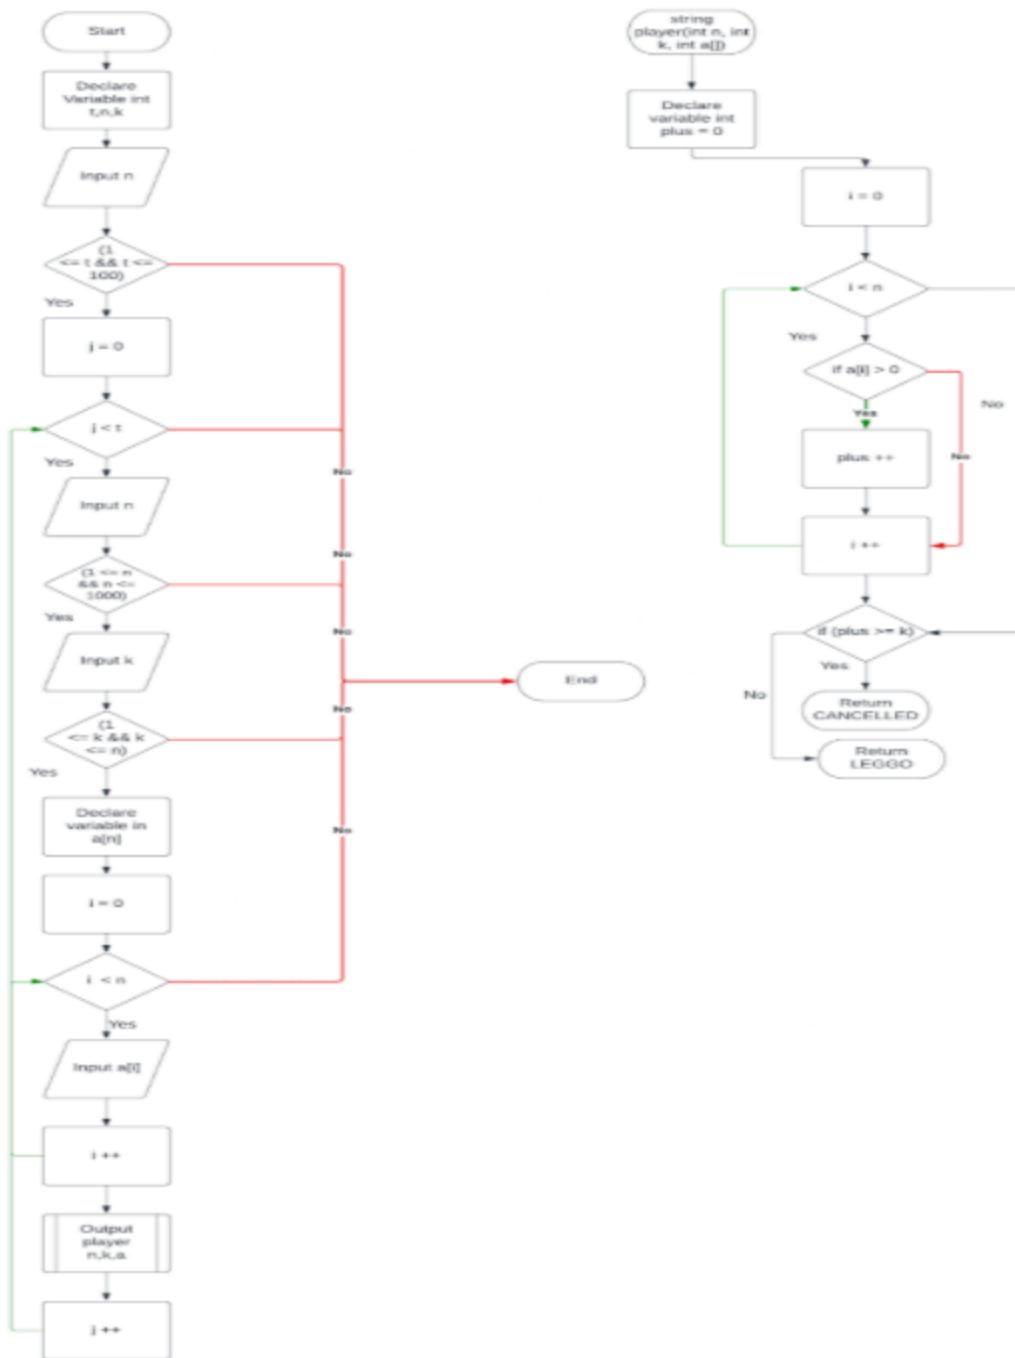 Start
Declare
Variable int
t,n,k
Input n
(1
<= t && t <=
100)
Yes
j = 0
j < t
Yes
Input n
(1 <= n
&& n <=
1000)
Yes
Input k
(1
<= k && k
<= n)
Yes
Declare
variable in
a[n]
i = 0
i < n
Yes
Input a[i]
i ++
Output
player
n,k,a
j ++
No
No
No
No
No
End
string
player(int n, int
k, int a[])
Declare
variable int
plus = 0
i = 0
i < n
Yes
if a[i] > 0
No
Yes
plus ++
No
i ++
if (plus >= k)
Yes
No
Return
CANCELLED
Return
LEGGO